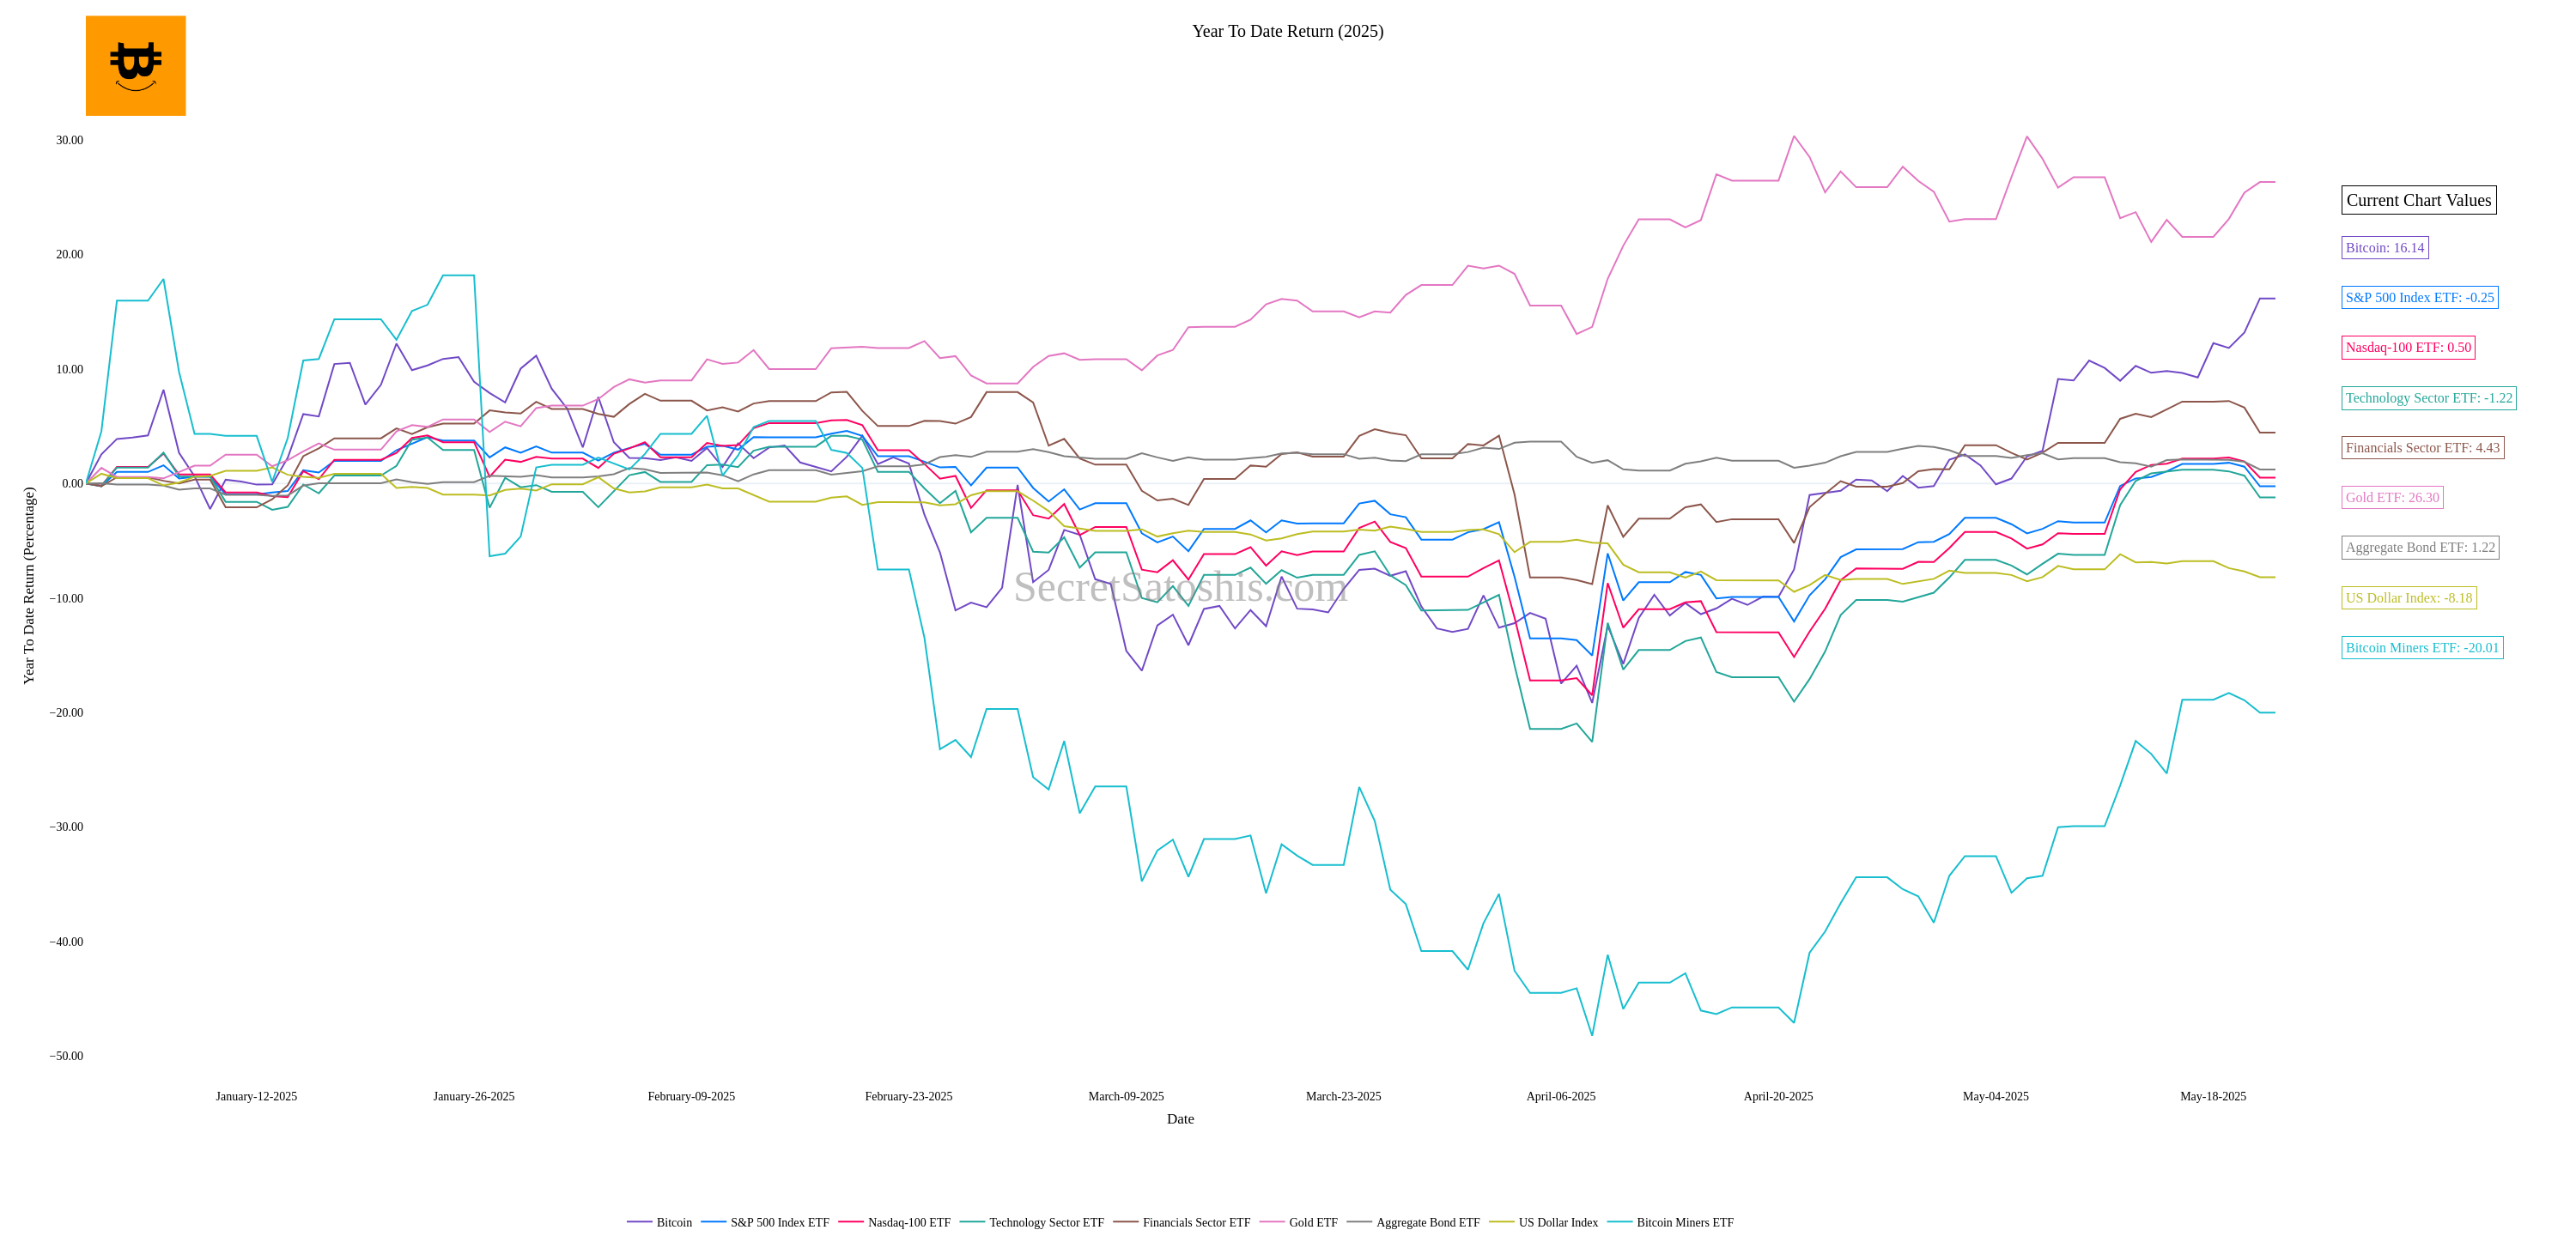 Year To Date Return (2025)
30.00
20.00
10.00
0.00
−10.00
−20.00
−30.00
−40.00
−50.00
Year To Date Return (Percentage)
SecretSatoshis.com
January-12-2025
January-26-2025
February-09-2025
February-23-2025
March-09-2025
March-23-2025
April-06-2025
April-20-2025
May-04-2025
May-18-2025
Date
Current Chart Values
Bitcoin: 16.14
S&P 500 Index ETF: -0.25
Nasdaq-100 ETF: 0.50
Technology Sector ETF: -1.22
Financials Sector ETF: 4.43
Gold ETF: 26.30
Aggregate Bond ETF: 1.22
US Dollar Index: -8.18
Bitcoin Miners ETF: -20.01
Bitcoin S&P 500 Index ETF Nasdaq-100 ETF Technology Sector ETF Financials Sector ETF Gold ETF Aggregate Bond ETF US Dollar Index Bitcoin Miners ETF